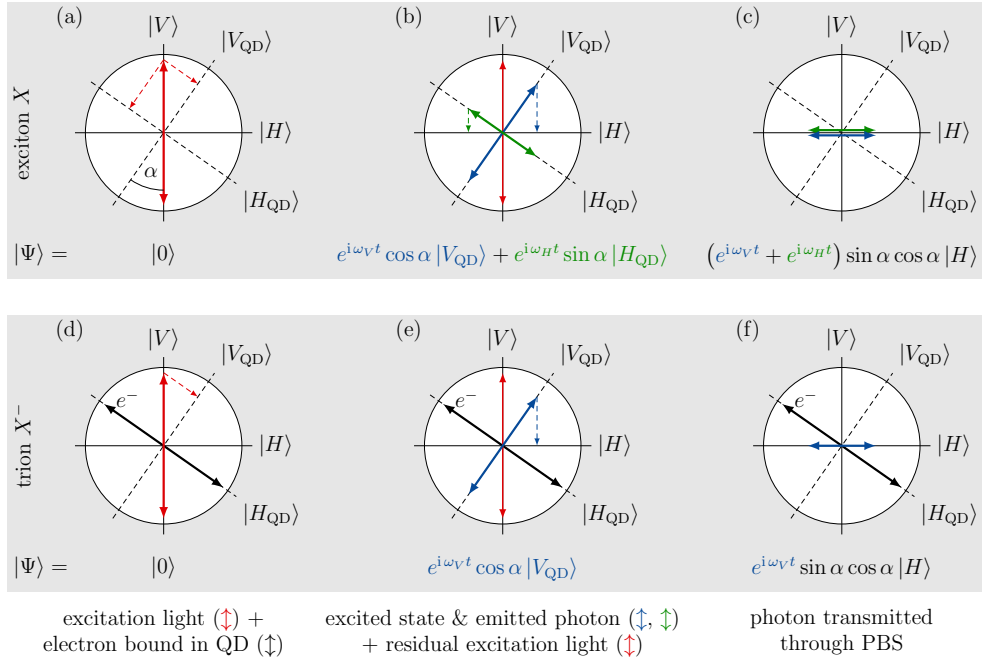 (a) |V⟩ |V_QD⟩ (b) |V⟩ |V_QD⟩ (c) |V⟩ |V_QD⟩
exciton X
α
|H⟩ |H⟩ |H⟩
|H_QD⟩ |H_QD⟩ |H_QD⟩
|Ψ⟩ = |0⟩ e^{iω_V t} cos α |V_QD⟩ + e^{iω_H t} sin α |H_QD⟩ (e^{iω_V t} + e^{iω_H t}) sin α cos α |H⟩
(d) |V⟩ |V_QD⟩ (e) |V⟩ |V_QD⟩ (f) |V⟩ |V_QD⟩
trion X⁻
e⁻ e⁻ e⁻
|H⟩ |H⟩ |H⟩
|H_QD⟩ |H_QD⟩ |H_QD⟩
|Ψ⟩ = |0⟩ e^{iω_V t} cos α |V_QD⟩ e^{iω_V t} sin α cos α |H⟩
excitation light (↕) +
electron bound in QD (↕)
excited state & emitted photon (↕, ↕)
+ residual excitation light (↕)
photon transmitted
through PBS